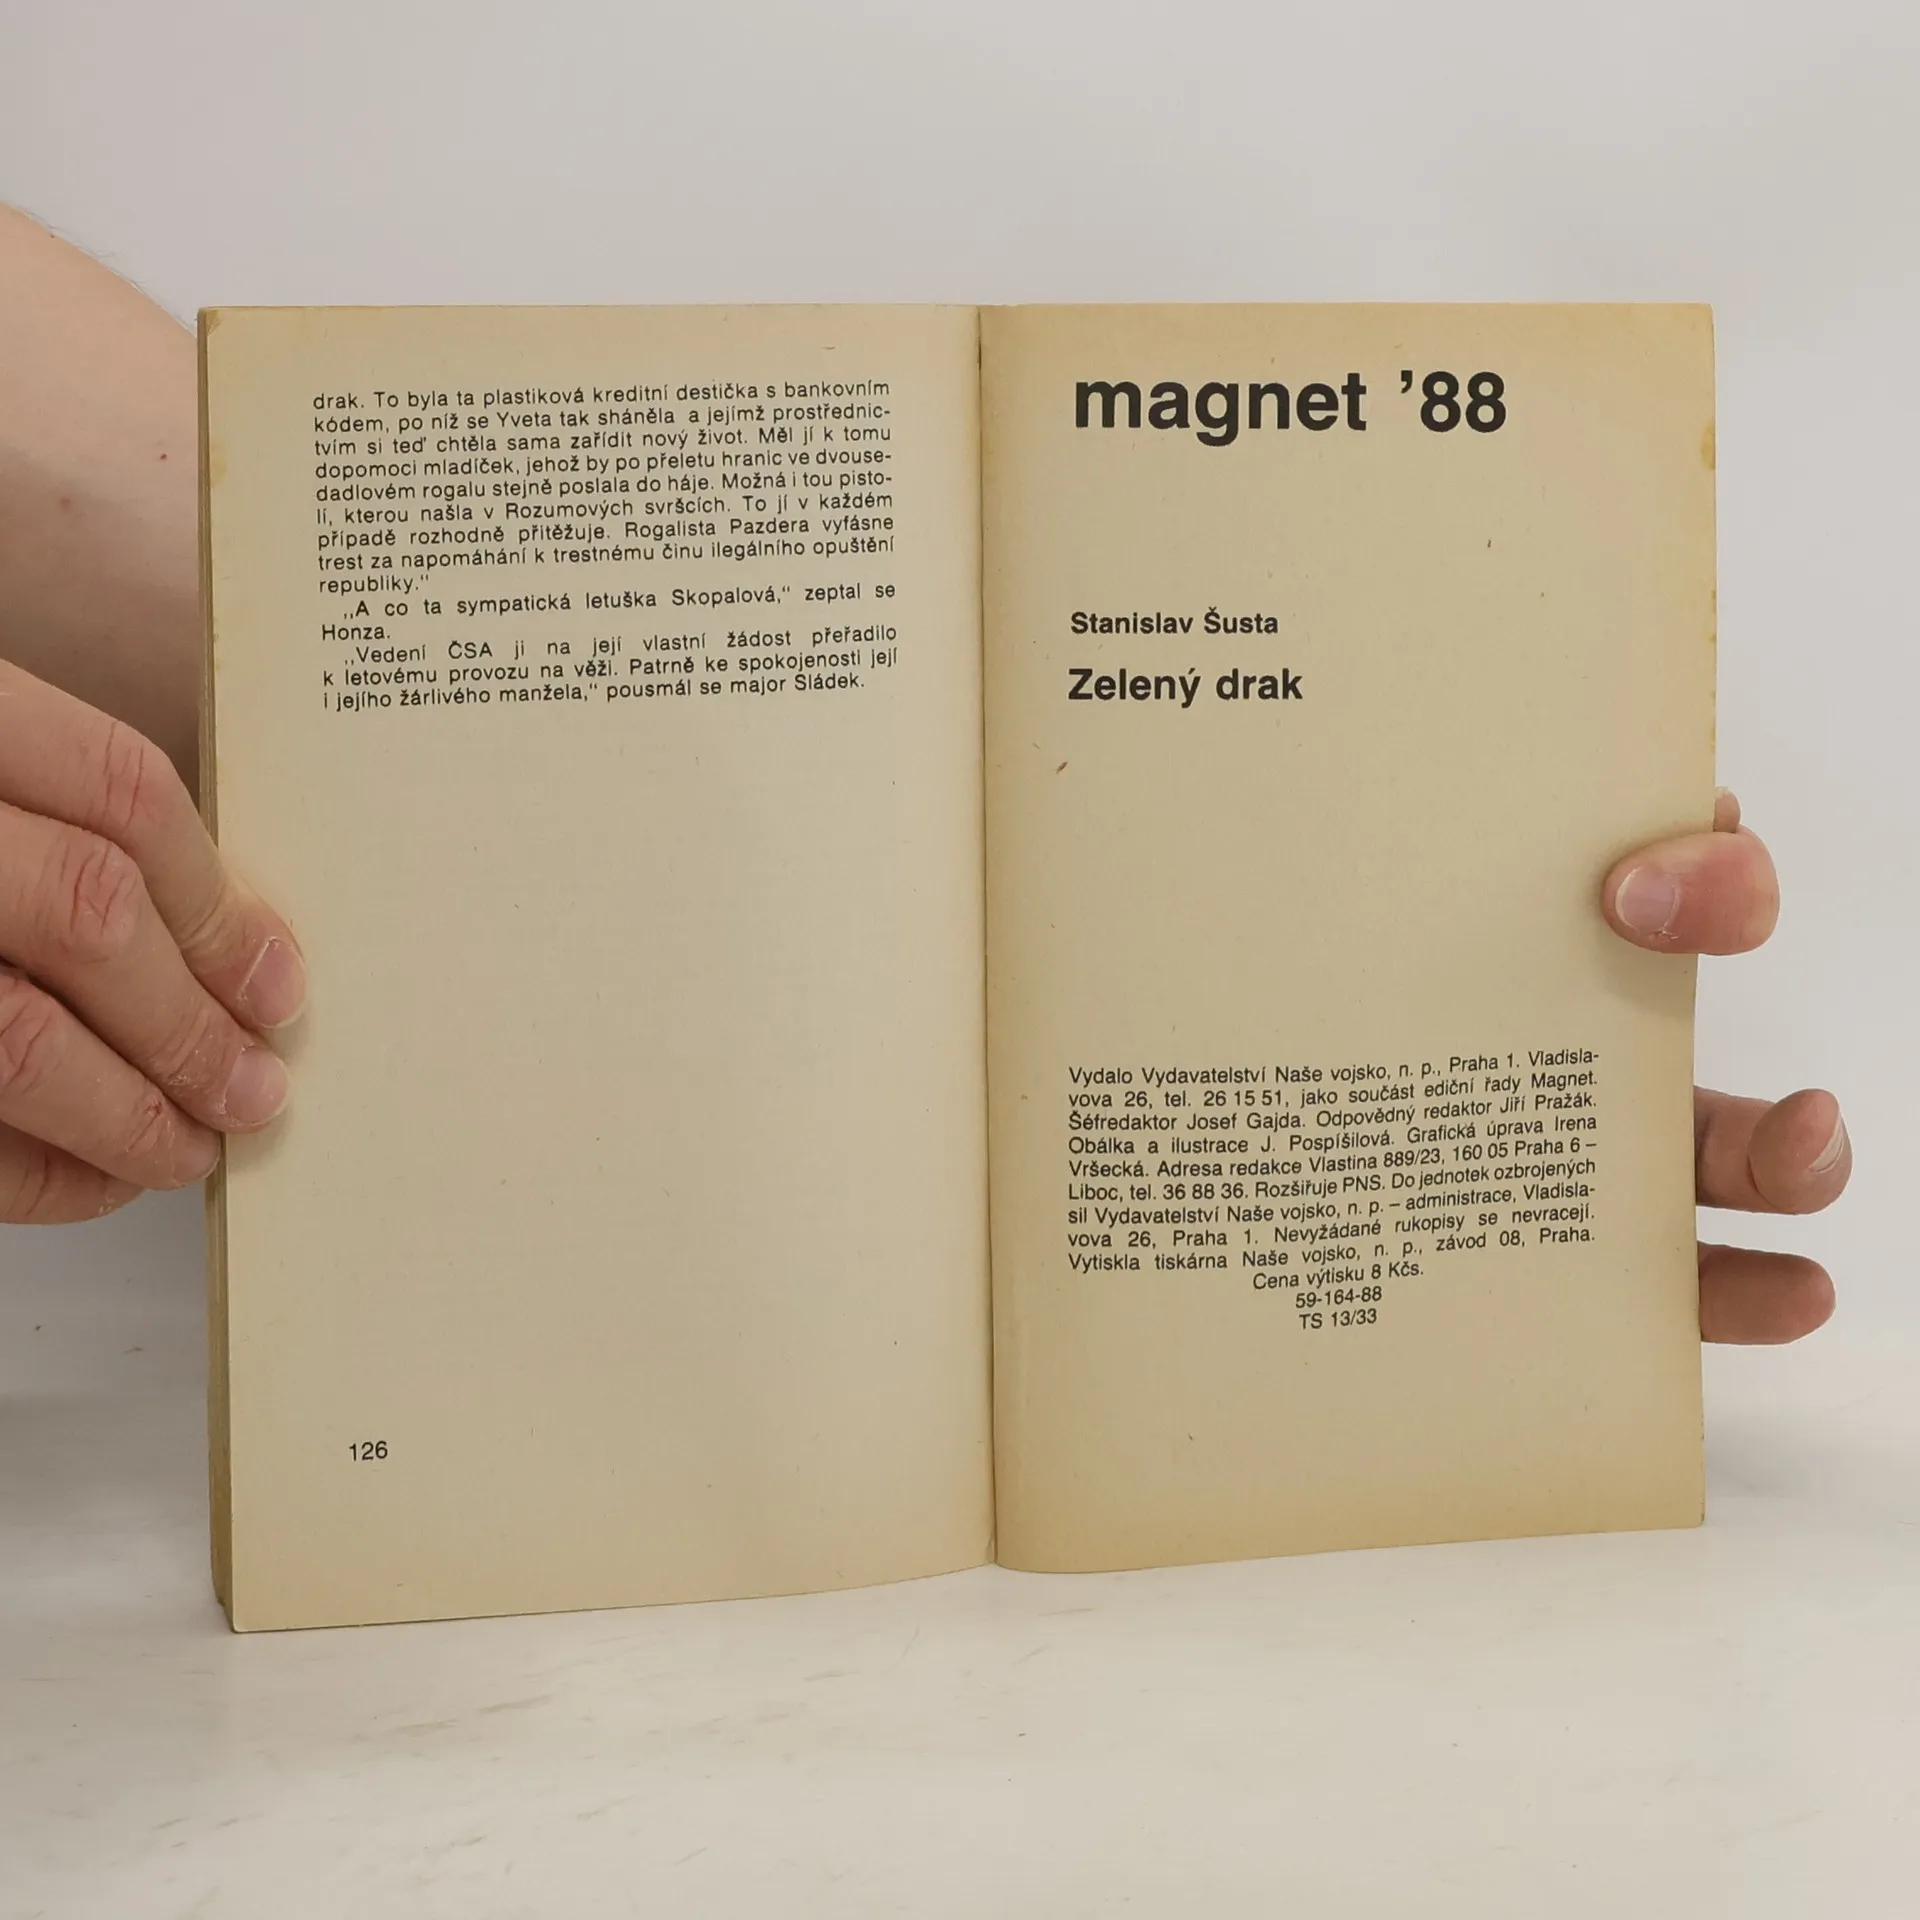 drak. To byla ta plastiková kreditní destička s bankovním
kódem, po níž se Yveta tak sháněla a jejímž prostřednic-
tvím si teď chtěla sama zařídit nový život. Měl jí k tomu
dopomoci mladíček, jehož by po přeletu hranic ve dvouse-
dadlovém rogalu stejně poslala do háje. Možná i tou pisto-
lí, kterou našla v Rozumových svršcích. To jí v každém
případě rozhodně přitěžuje. Rogalista Pazdera vyfásne
trest za napomáhání k trestnému činu ilegálního opuštění
republiky.“
„A co ta sympatická letuška Skopalová,“ zeptal se
Honza.
„Vedení ČSA ji na její vlastní žádost přeřadilo
k letovému provozu na věži. Patrně ke spokojenosti její
i jejího žárlivého manžela,“ pousmál se major Sládek.
126
magnet ’88
Stanislav Šusta
Zelený drak
Vydalo Vydavatelství Naše vojsko, n. p., Praha 1. Vladisla-
vova 26, tel. 26 15 51, jako součást ediční řady Magnet.
Šéfredaktor Josef Gajda. Odpovědný redaktor Jiří Pražák.
Obálka a ilustrace J. Pospíšilová. Grafická úprava Irena
Vršecká. Adresa redakce Vlastina 889/23, 160 05 Praha 6 –
Liboc, tel. 36 88 36. Rozšiřuje PNS. Do jednotek ozbrojených
sil Vydavatelství Naše vojsko, n. p. – administrace, Vladisla-
vova 26, Praha 1. Nevyžádané rukopisy se nevracejí.
Vytiskla tiskárna Naše vojsko, n. p., závod 08, Praha.
Cena výtisku 8 Kčs.
59-164-88
TS 13/33